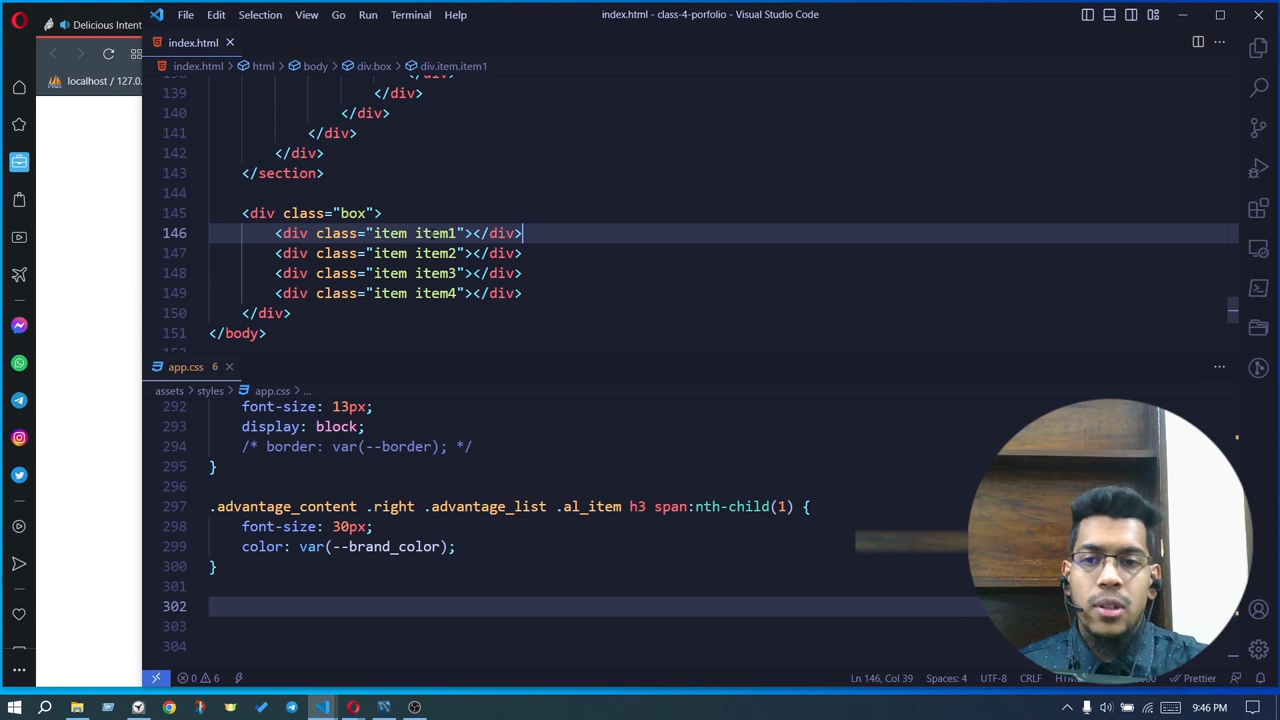 File Edit Selection View Go Run Terminal Help
index.html - class-4-porfolio - Visual Studio Code
Delicious Intent
index.html
localhost / 127.0
index.html > html > body > div.box > div.item.item1
139 </div>
140 </div>
141 </div>
142 </div>
143 </section>
144
145 <div class="box">
146 <div class="item item1"></div>
147 <div class="item item2"></div>
148 <div class="item item3"></div>
149 <div class="item item4"></div>
150 </div>
151 </body>
app.css 6
assets > styles > app.css > ...
292 font-size: 13px;
293 display: block;
294 /* border: var(--border); */
295 }
296
297 .advantage_content .right .advantage_list .al_item h3 span:nth-child(1) {
298 font-size: 30px;
299 color: var(--brand_color);
300 }
301
302
303
304
0 6
Ln 146, Col 39 Spaces: 4 UTF-8 CRLF
Prettier
9:46 PM